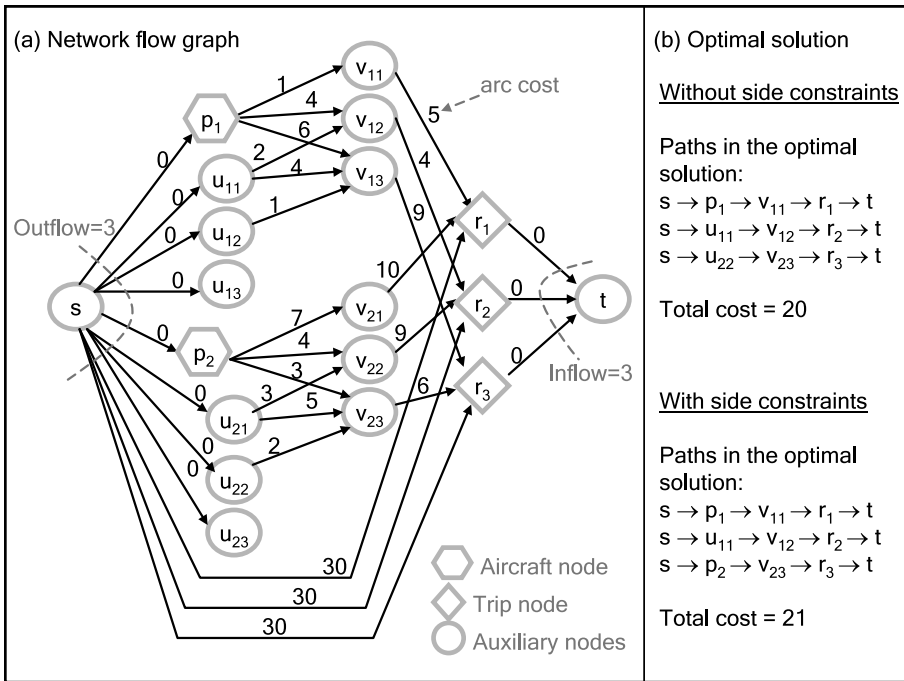 (a) Network flow graph
v₁₁
1
arc cost
4
5
p₁
v₁₂
6
2
4
0
u₁₁
4
v₁₃
0
9
1
r₁
Outflow=3
0
u₁₂
0
0
u₁₃
10
v₂₁
0
r₂
t
s
0
7
9
p₂
4
v₂₂
0
3
Inflow=3
6
r₃
0
3
v₂₃
u₂₁
5
0
2
0
u₂₂
u₂₃
30
30
30
Aircraft node
Trip node
Auxiliary nodes
(b) Optimal solution
Without side constraints
Paths in the optimal
solution:
s → p₁ → v₁₁ → r₁ → t
s → u₁₁ → v₁₂ → r₂ → t
s → u₂₂ → v₂₃ → r₃ → t
Total cost = 20
With side constraints
Paths in the optimal
solution:
s → p₁ → v₁₁ → r₁ → t
s → u₁₁ → v₁₂ → r₂ → t
s → p₂ → v₂₃ → r₃ → t
Total cost = 21